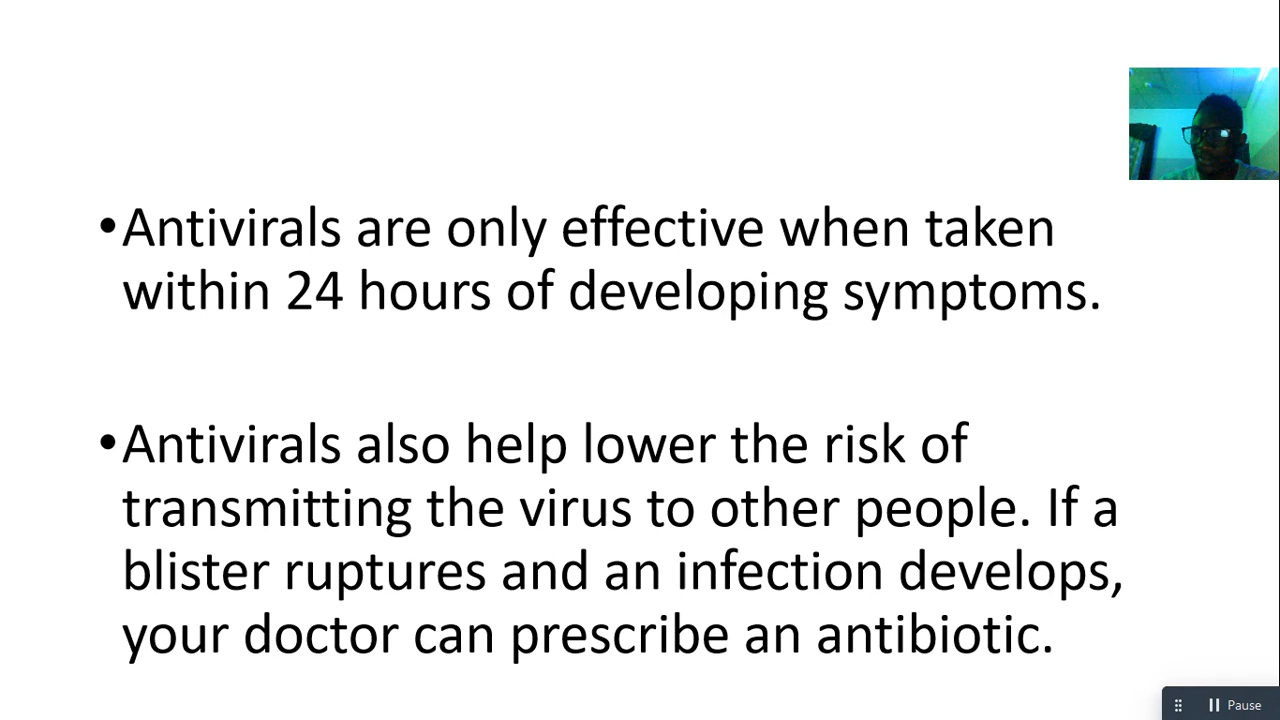 •Antivirals are only effective when taken
within 24 hours of developing symptoms.
•Antivirals also help lower the risk of
transmitting the virus to other people. If a
blister ruptures and an infection develops,
your doctor can prescribe an antibiotic.
Pause